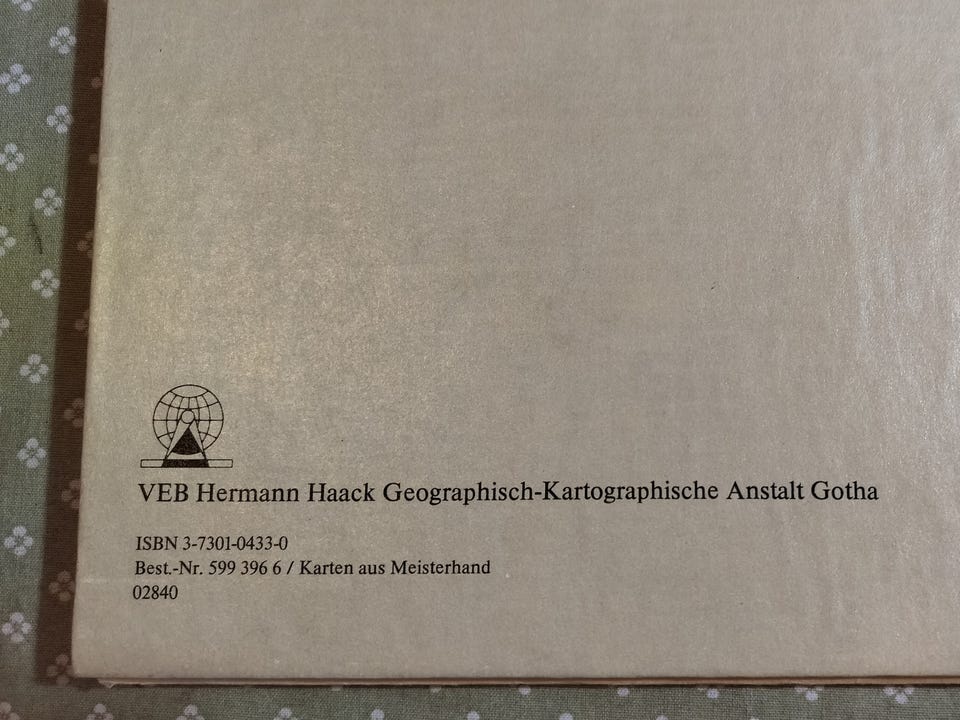 VEB Hermann Haack Geographisch-Kartographische Anstalt Gotha
ISBN 3-7301-0433-0
Best.-Nr. 599 396 6 / Karten aus Meisterhand
02840